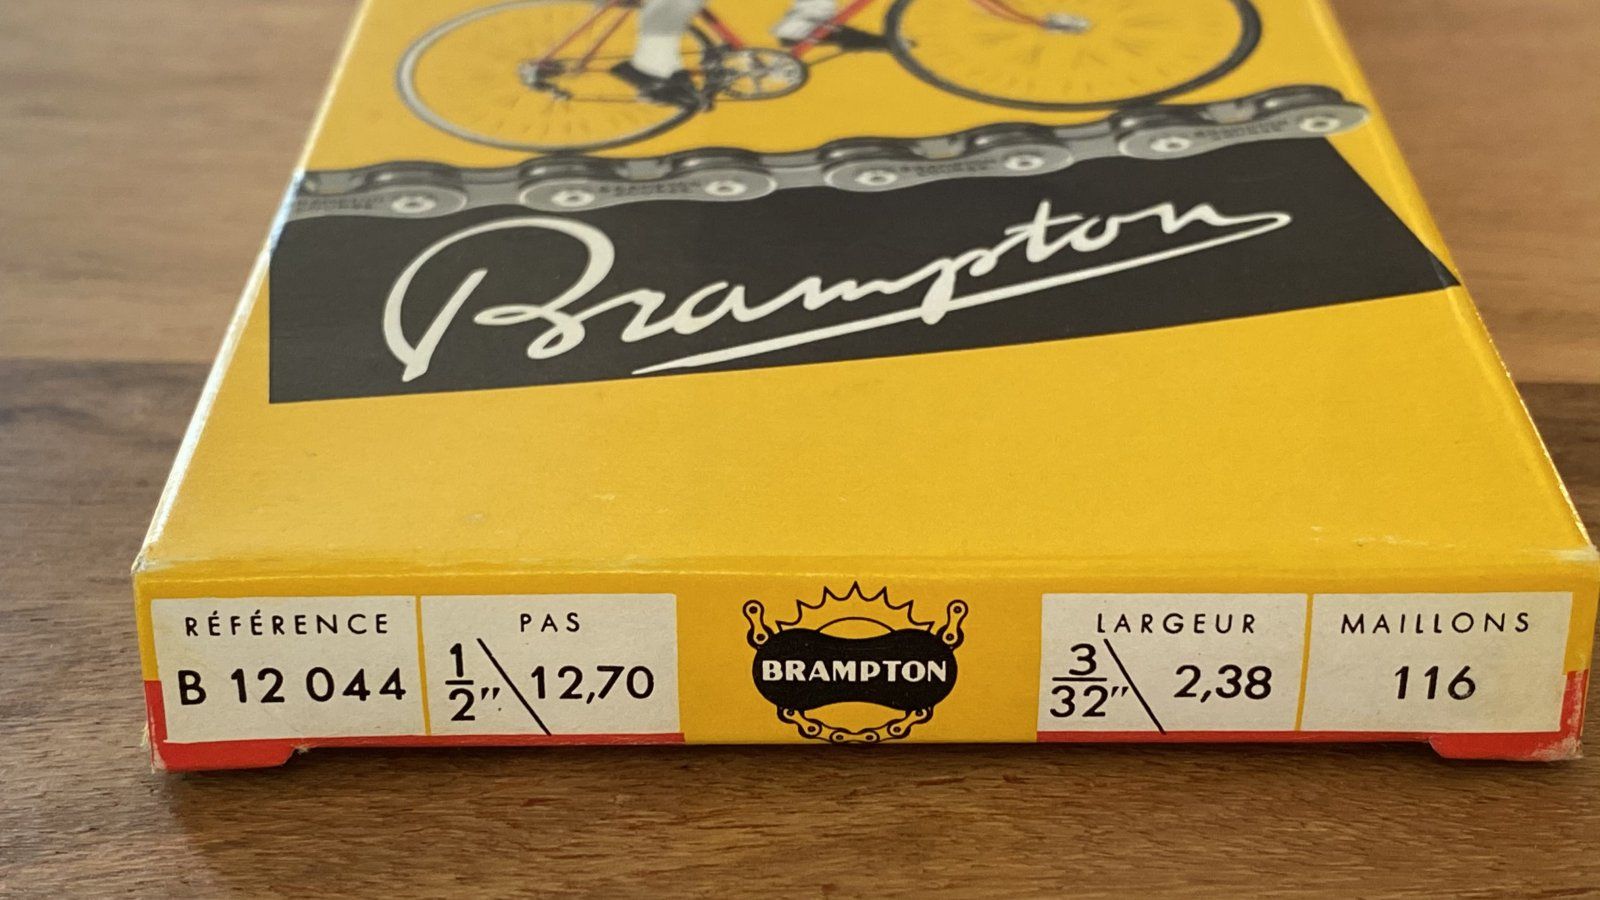 Brampton
RÉFÉRENCE
B 12 044
PAS
1/2" 12,70
BRAMPTON
LARGEUR
3/32" 2,38
MAILLONS
116